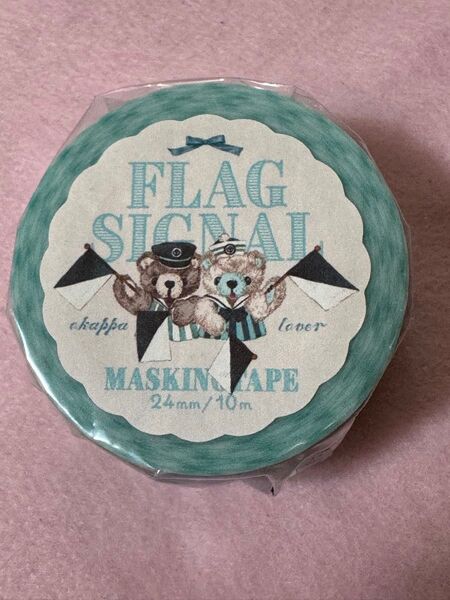 FLAG
SIGNAL
okappa lover
MASKING TAPE
24mm/10m